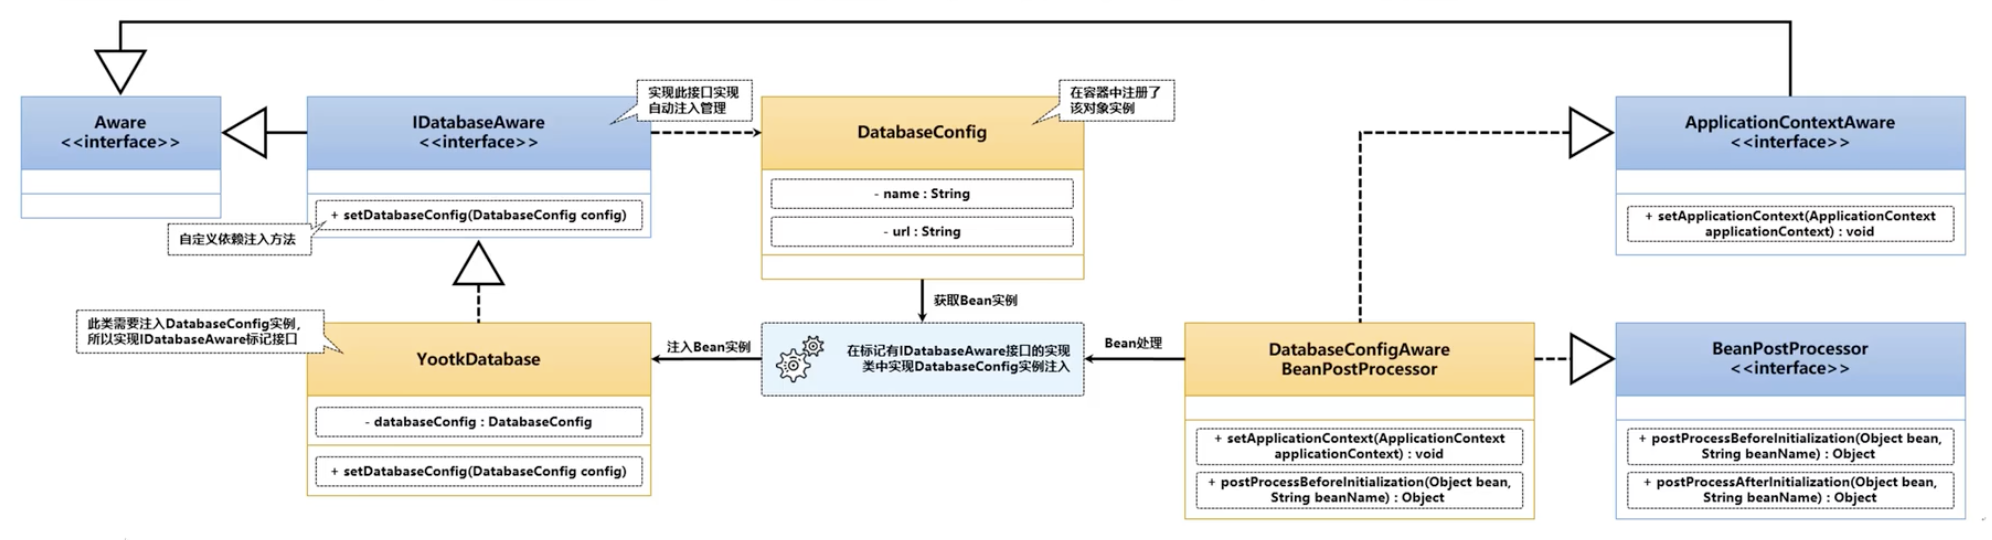 Aware
<<interface>>
IDatabaseAware
<<interface>>
+ setDatabaseConfig(DatabaseConfig config)
实现此接口实现
自动注入管理
自定义依赖注入方法
DatabaseConfig
- name : String
- url : String
在容器中注册了
该对象实例
ApplicationContextAware
<<interface>>
+ setApplicationContext(ApplicationContext
applicationContext) : void
获取Bean实例
此类需要注入DatabaseConfig实例，
所以实现IDatabaseAware标记接口
YootkDatabase
- databaseConfig : DatabaseConfig
+ setDatabaseConfig(DatabaseConfig config)
注入Bean实例
在标记有IDatabaseAware接口的实现
类中实现DatabaseConfig实例注入
Bean处理
DatabaseConfigAware
BeanPostProcessor
+ setApplicationContext(ApplicationContext
applicationContext) : void
+ postProcessBeforeInitialization(Object bean,
String beanName) : Object
BeanPostProcessor
<<interface>>
+ postProcessBeforeInitialization(Object bean,
String beanName) : Object
+ postProcessAfterInitialization(Object bean,
String beanName) : Object